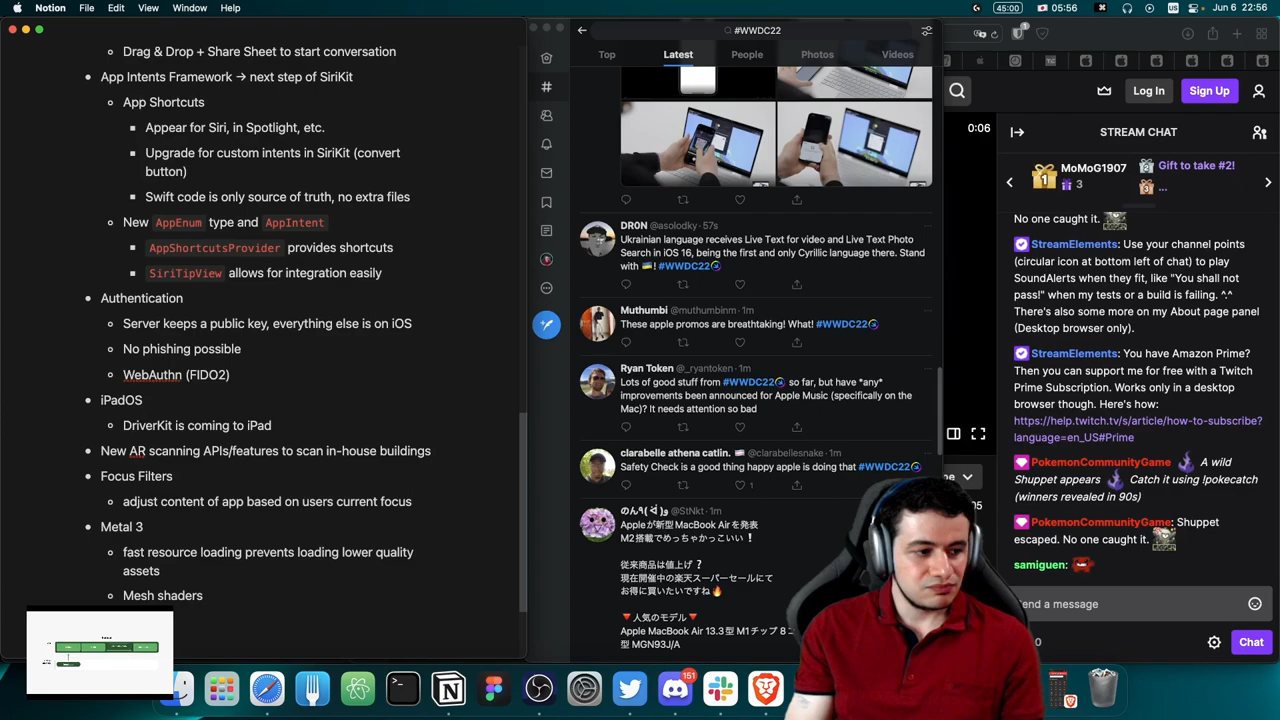 Notion File Edit View Window Help
45:00 05:56 US Jun 6 22:56
Drag & Drop + Share Sheet to start conversation
App Intents Framework → next step of SiriKit
App Shortcuts
Appear for Siri, in Spotlight, etc.
Upgrade for custom intents in SiriKit (convert
button)
Swift code is only source of truth, no extra files
New AppEnum type and AppIntent
AppShortcutsProvider provides shortcuts
SiriTipView allows for integration easily
Authentication
Server keeps a public key, everything else is on iOS
No phishing possible
WebAuthn (FIDO2)
iPadOS
DriverKit is coming to iPad
New AR scanning APIs/features to scan in-house buildings
Focus Filters
adjust content of app based on users current focus
Metal 3
fast resource loading prevents loading lower quality
assets
Mesh shaders
#WWDC22
Top Latest People Photos Videos
DR0N @asolodky · 57s
Ukrainian language receives Live Text for video and Live Text Photo
Search in iOS 16, being the first and only Cyrillic language there. Stand
with 🇺🇦! #WWDC22
Muthumbi @muthumbinm · 1m
These apple promos are breathtaking! What! #WWDC22
Ryan Token @_ryantoken · 1m
Lots of good stuff from #WWDC22 so far, but have *any*
improvements been announced for Apple Music (specifically on the
Mac)? It needs attention so bad
clarabelle athena catlin. @clarabellesnake · 1m
Safety Check is a good thing happy apple is doing that #WWDC22
1
@StNkt · 1m
Appleが新型MacBook Airを発表
M2搭載でめっちゃかっこいい！
従来商品は値上げ？
現在開催中の楽天スーパーセールにて
お得に買いたいですね🔥
🔻人気のモデル🔻
Apple MacBook Air 13.3型 M1チップ 8コ
型 MGN93J/A
Log In Sign Up
0:06
STREAM CHAT
1 MoMoG1907
3
2 Gift to take #2!
3 ...
No one caught it.
StreamElements: Use your channel points
(circular icon at bottom left of chat) to play
SoundAlerts when they fit, like "You shall not
pass!" when my tests or a build is failing. ^.^
There's also some more on my About page panel
(Desktop browser only).
StreamElements: You have Amazon Prime?
Then you can support me for free with a Twitch
Prime Subscription. Works only in a desktop
browser though. Here's how:
https://help.twitch.tv/s/article/how-to-subscribe?
language=en_US#Prime
PokemonCommunityGame A wild
Shuppet appears Catch it using !pokecatch
(winners revealed in 90s)
PokemonCommunityGame: Shuppet
escaped. No one caught it.
samiguen:
end a message
0
Chat
151